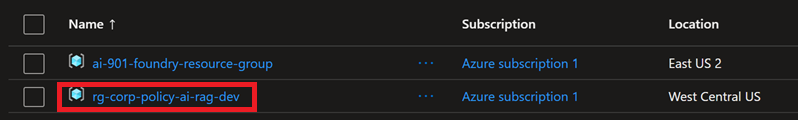 Name ↑ Subscription Location
ai-901-foundry-resource-group ··· Azure subscription 1 East US 2
rg-corp-policy-ai-rag-dev ··· Azure subscription 1 West Central US